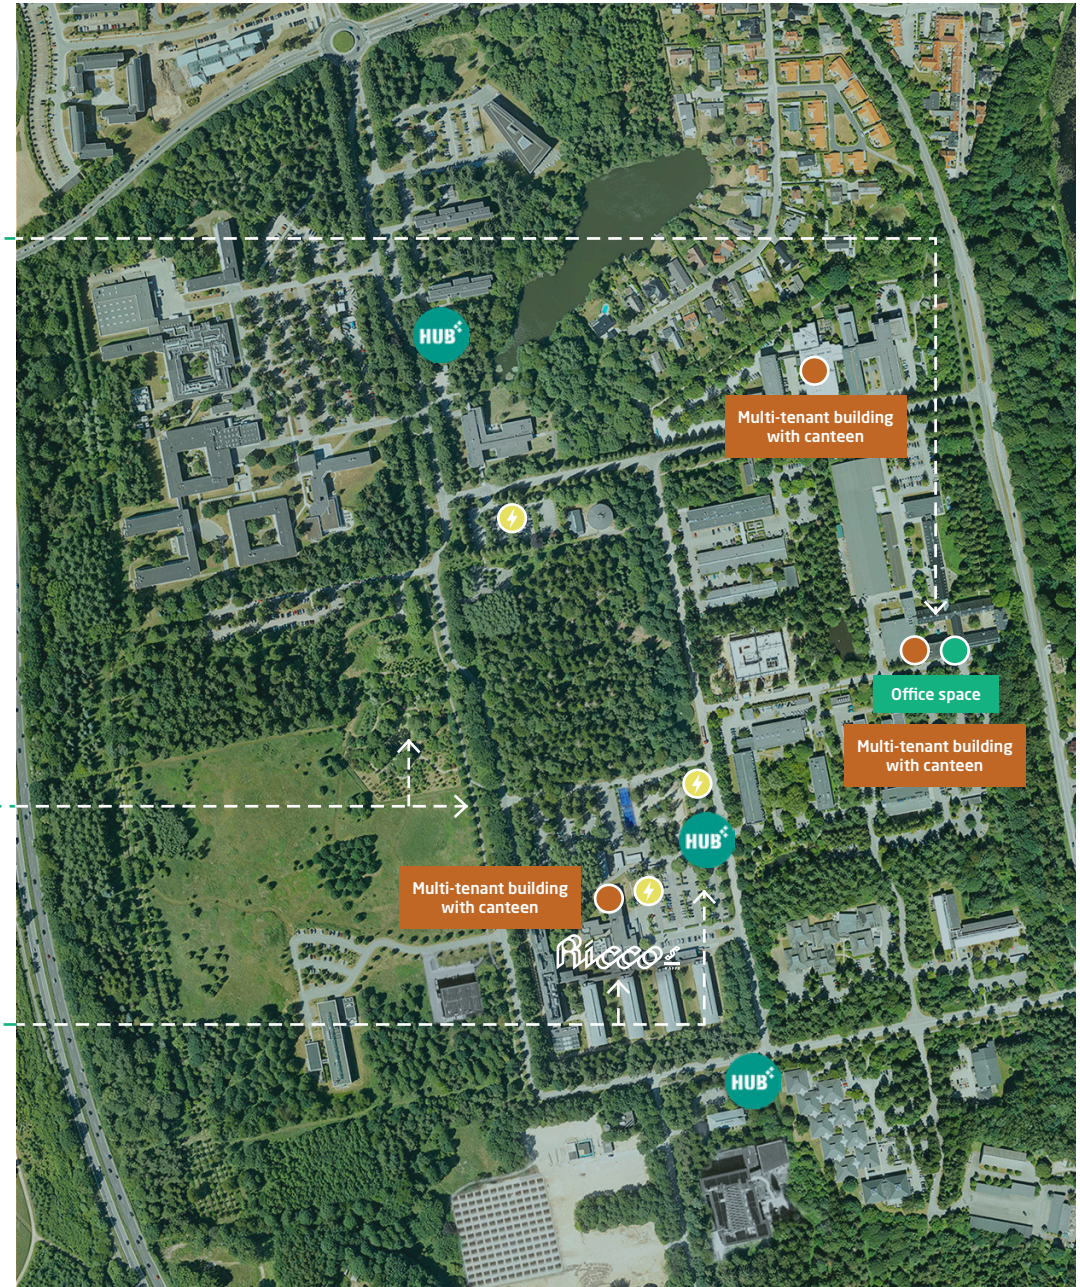 HUB
Multi-tenant building
with canteen
Office space
Multi-tenant building
with canteen
HUB
Multi-tenant building
with canteen
Ricco's
HUB